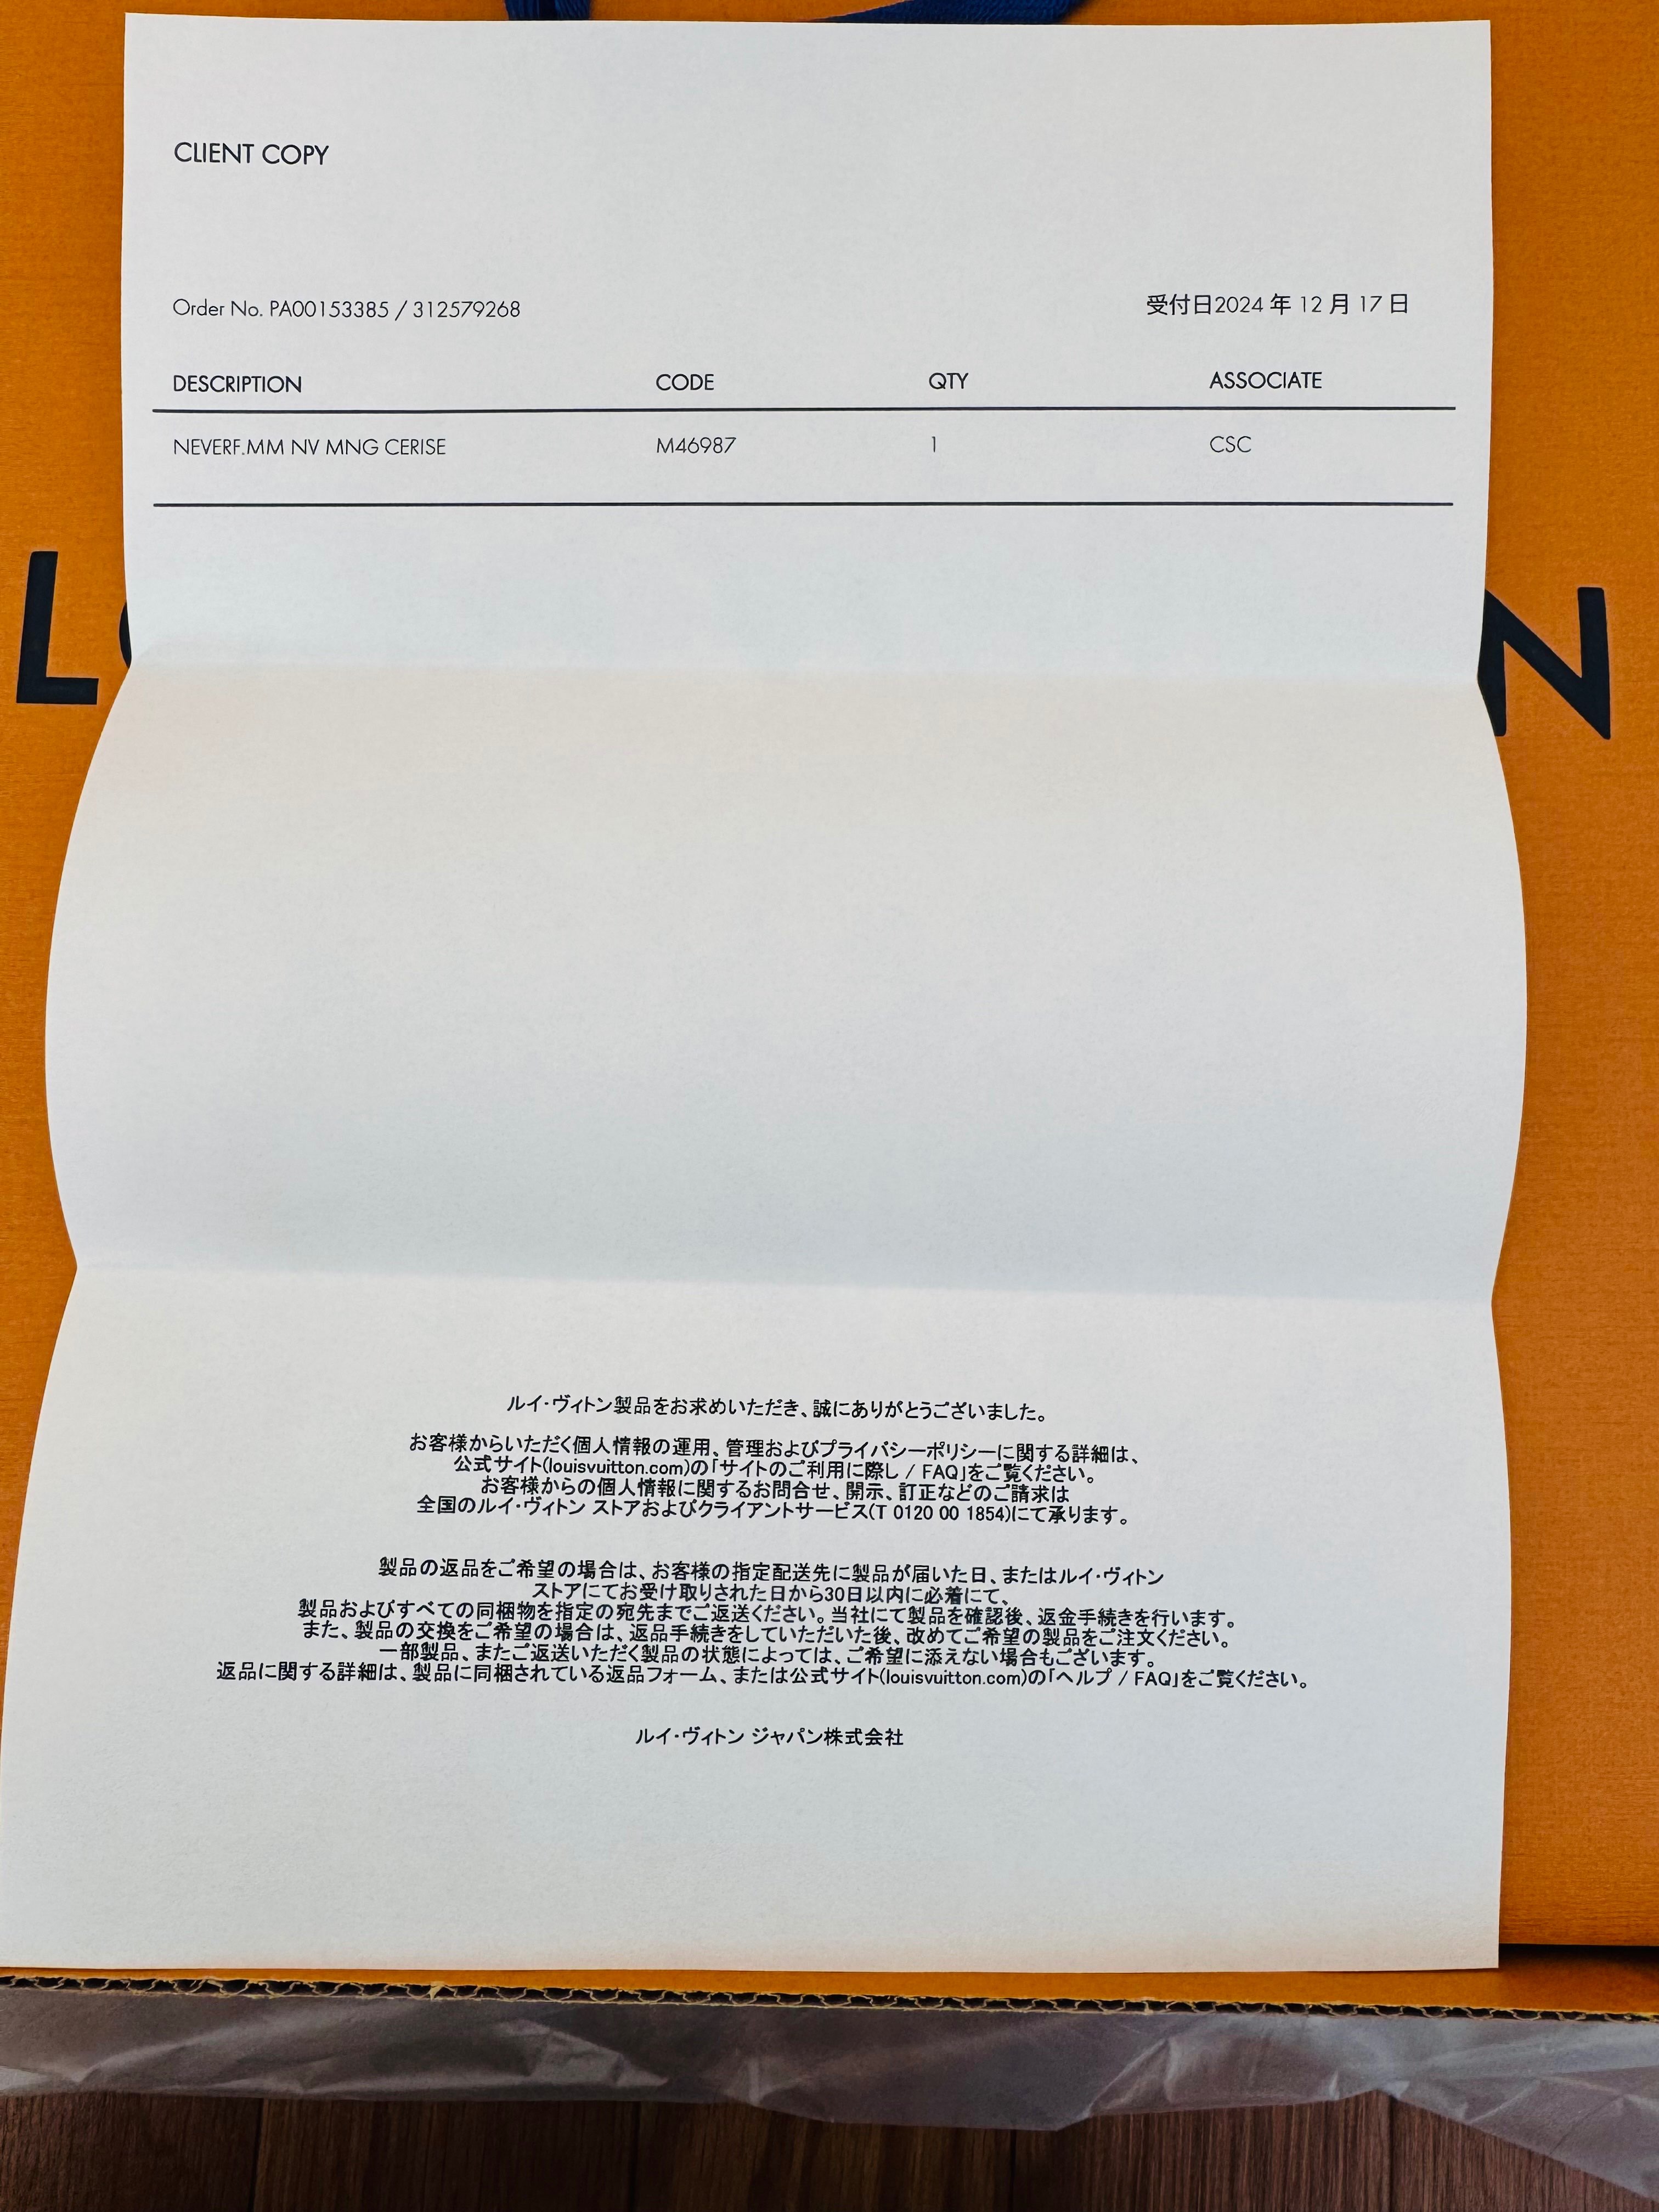 CLIENT COPY
Order No. PA00153385 / 312579268
受付日2024 年 12 月 17 日
DESCRIPTION CODE QTY ASSOCIATE
NEVERF.MM NV MNG CERISE M46987 1 CSC
L
N
ルイ・ヴィトン製品をお求めいただき、誠にありがとうございました。
お客様からいただく個人情報の運用、管理およびプライバシーポリシーに関する詳細は、
公式サイト(louisvuitton.com)の「サイトのご利用に際し / FAQ」をご覧ください。
お客様からの個人情報に関するお問合せ、開示、訂正などのご請求は
全国のルイ・ヴィトン ストアおよびクライアントサービス(T 0120 00 1854)にて承ります。
製品の返品をご希望の場合は、お客様の指定配送先に製品が届いた日、またはルイ・ヴィトン
ストアにてお受け取りされた日から30日以内に必着にて、
製品およびすべての同梱物を指定の宛先までご返送ください。当社にて製品を確認後、返金手続きを行います。
また、製品の交換をご希望の場合は、返品手続きをしていただいた後、改めてご希望の製品をご注文ください。
一部製品、またご返送いただく製品の状態によっては、ご希望に添えない場合もございます。
返品に関する詳細は、製品に同梱されている返品フォーム、または公式サイト(louisvuitton.com)の「ヘルプ / FAQ」をご覧ください。
ルイ・ヴィトン ジャパン株式会社